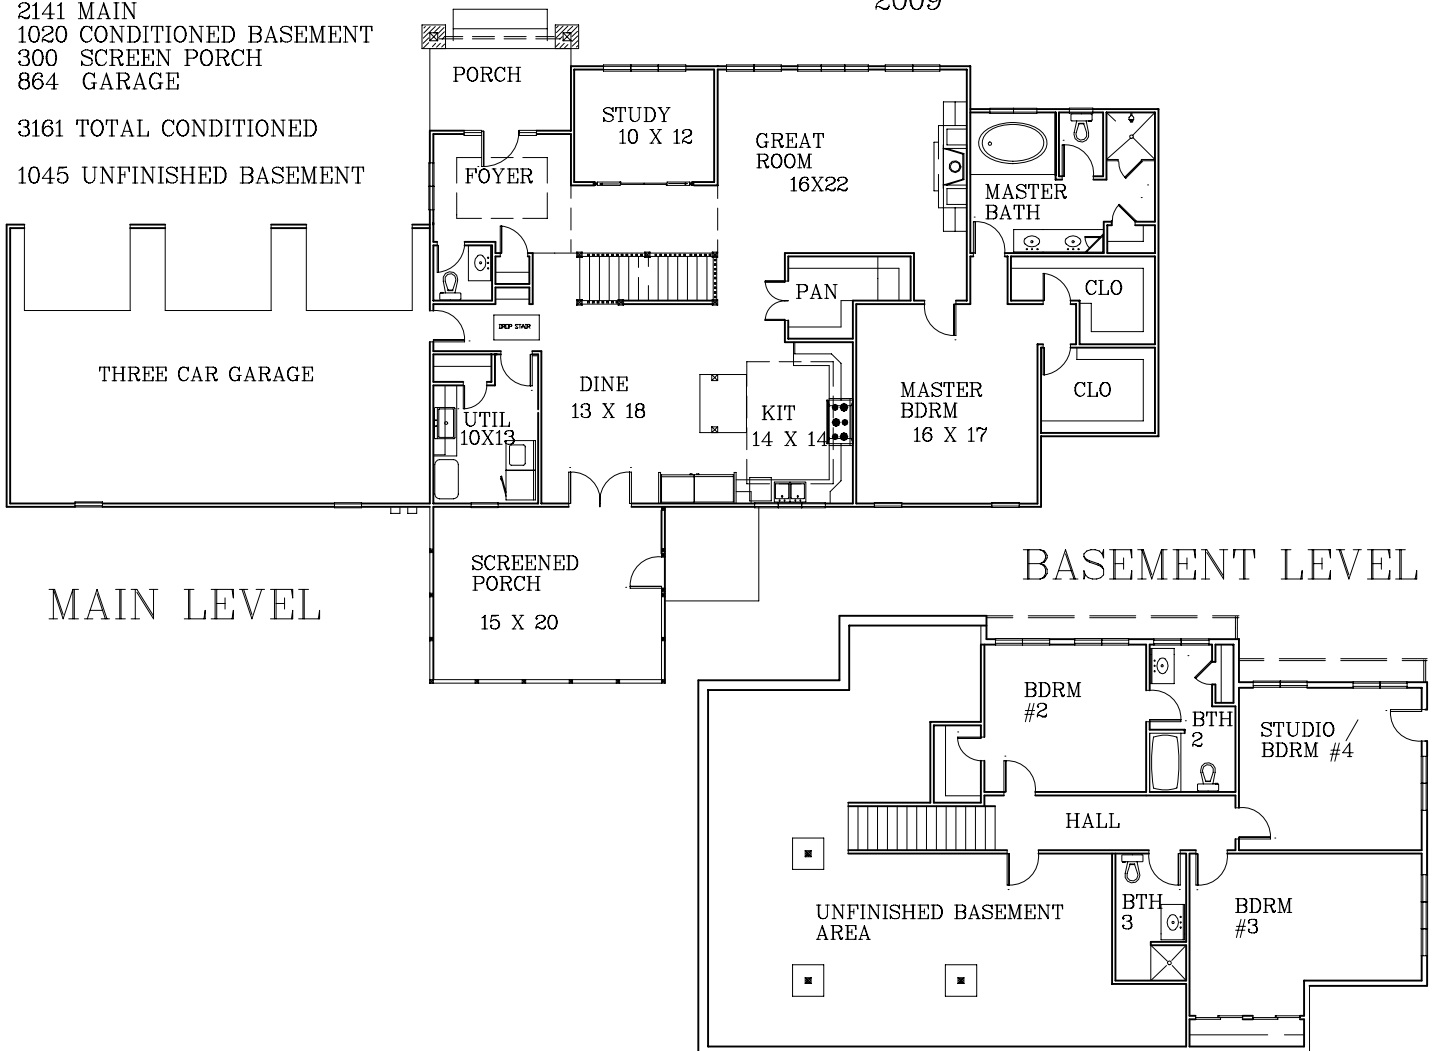 2141 MAIN
1020 CONDITIONED BASEMENT
300 SCREEN PORCH
864 GARAGE
3161 TOTAL CONDITIONED
1045 UNFINISHED BASEMENT
2009
PORCH
STUDY
10 X 12
GREAT
ROOM
16X22
FOYER
MASTER
BATH
PAN
CLO
DROP STAIR
THREE CAR GARAGE
DINE
13 X 18
KIT
14 X 14
MASTER
BDRM
16 X 17
CLO
UTIL
10X13
SCREENED
PORCH
15 X 20
MAIN LEVEL
BASEMENT LEVEL
BDRM
#2
BTH
2
STUDIO /
BDRM #4
HALL
UNFINISHED BASEMENT
AREA
BTH
3
BDRM
#3